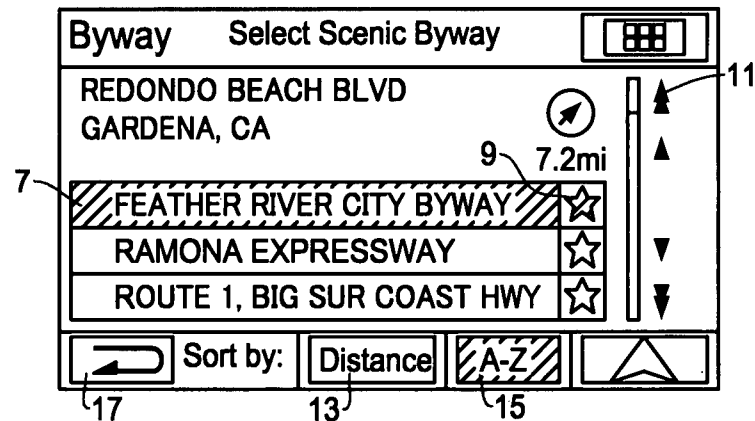 Byway Select Scenic Byway
11
REDONDO BEACH BLVD
GARDENA, CA
9 7.2mi
7
FEATHER RIVER CITY BYWAY
RAMONA EXPRESSWAY
ROUTE 1, BIG SUR COAST HWY
Sort by: Distance A-Z
17 13 15